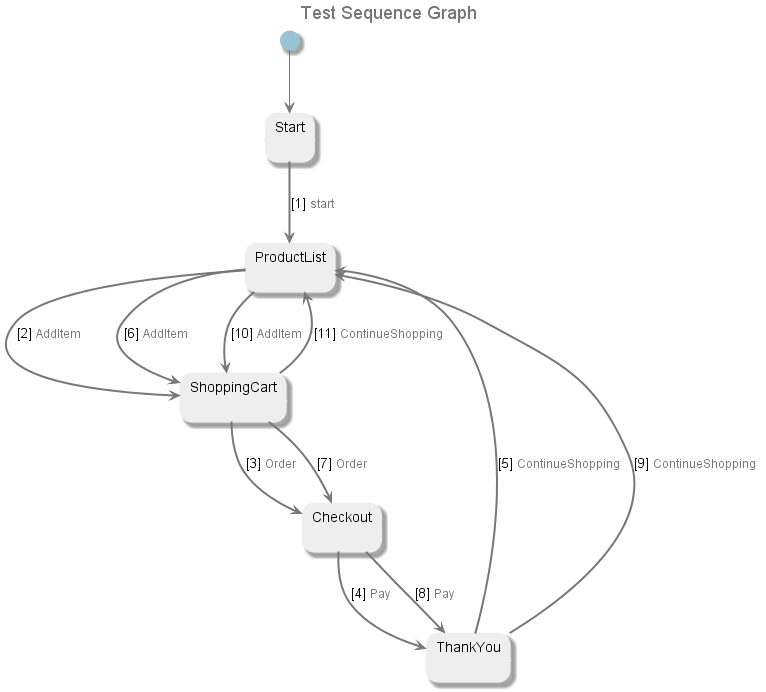 Test Sequence Graph
Start
[1] start
ProductList
[2] AddItem
[6] AddItem
[10] AddItem
[11] ContinueShopping
ShoppingCart
[3] Order
[7] Order
[5] ContinueShopping
[9] ContinueShopping
Checkout
[4] Pay
[8] Pay
ThankYou